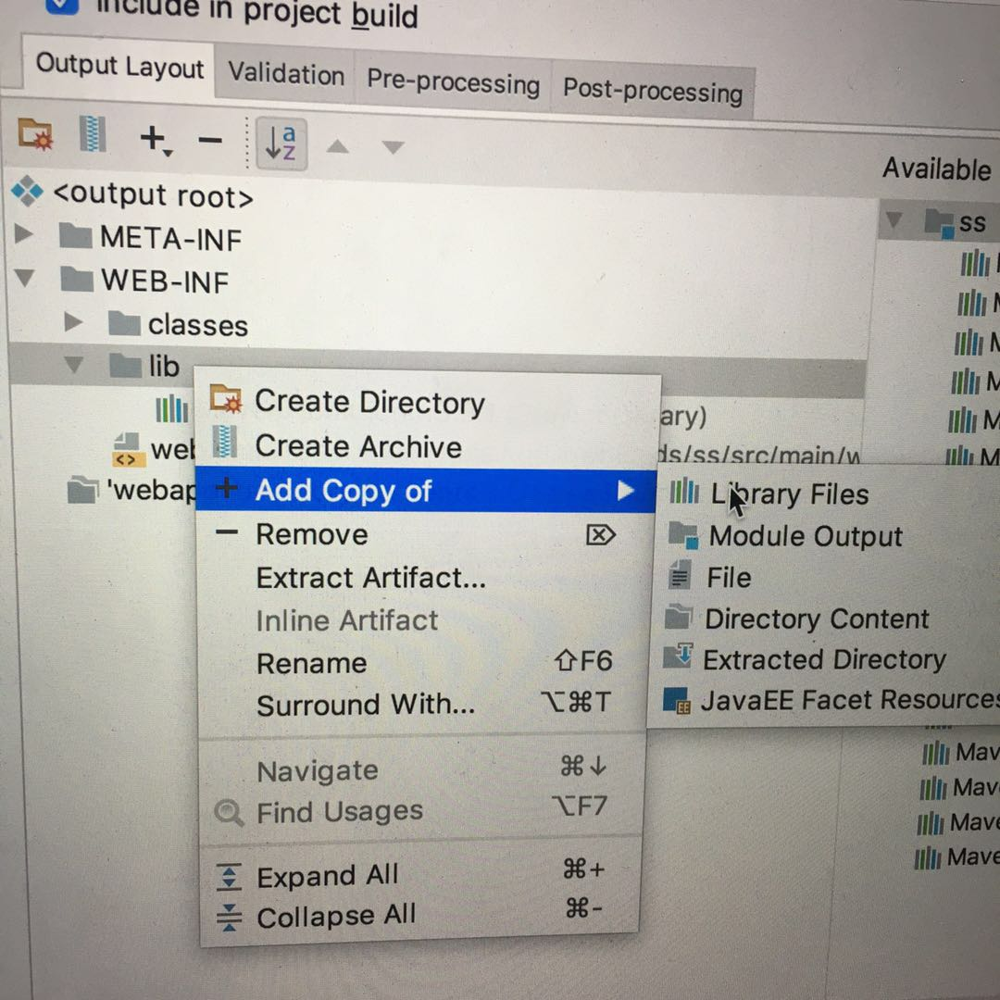 Include in project build
Output Layout
Validation
Pre-processing
Post-processing
a
z
Available
<output root>
META-INF
WEB-INF
classes
lib
ary)
ds/ss/src/main/w
'webap
ss
M
M
M
M
M
Create Directory
Create Archive
Add Copy of
Remove
Extract Artifact...
Inline Artifact
Rename ⇧F6
Surround With... ⌥⌘T
Navigate ⌘↓
Find Usages ⌥F7
Expand All ⌘+
Collapse All ⌘-
Library Files
Module Output
File
Directory Content
Extracted Directory
JavaEE Facet Resources
Mav
Mav
Mave
Mave